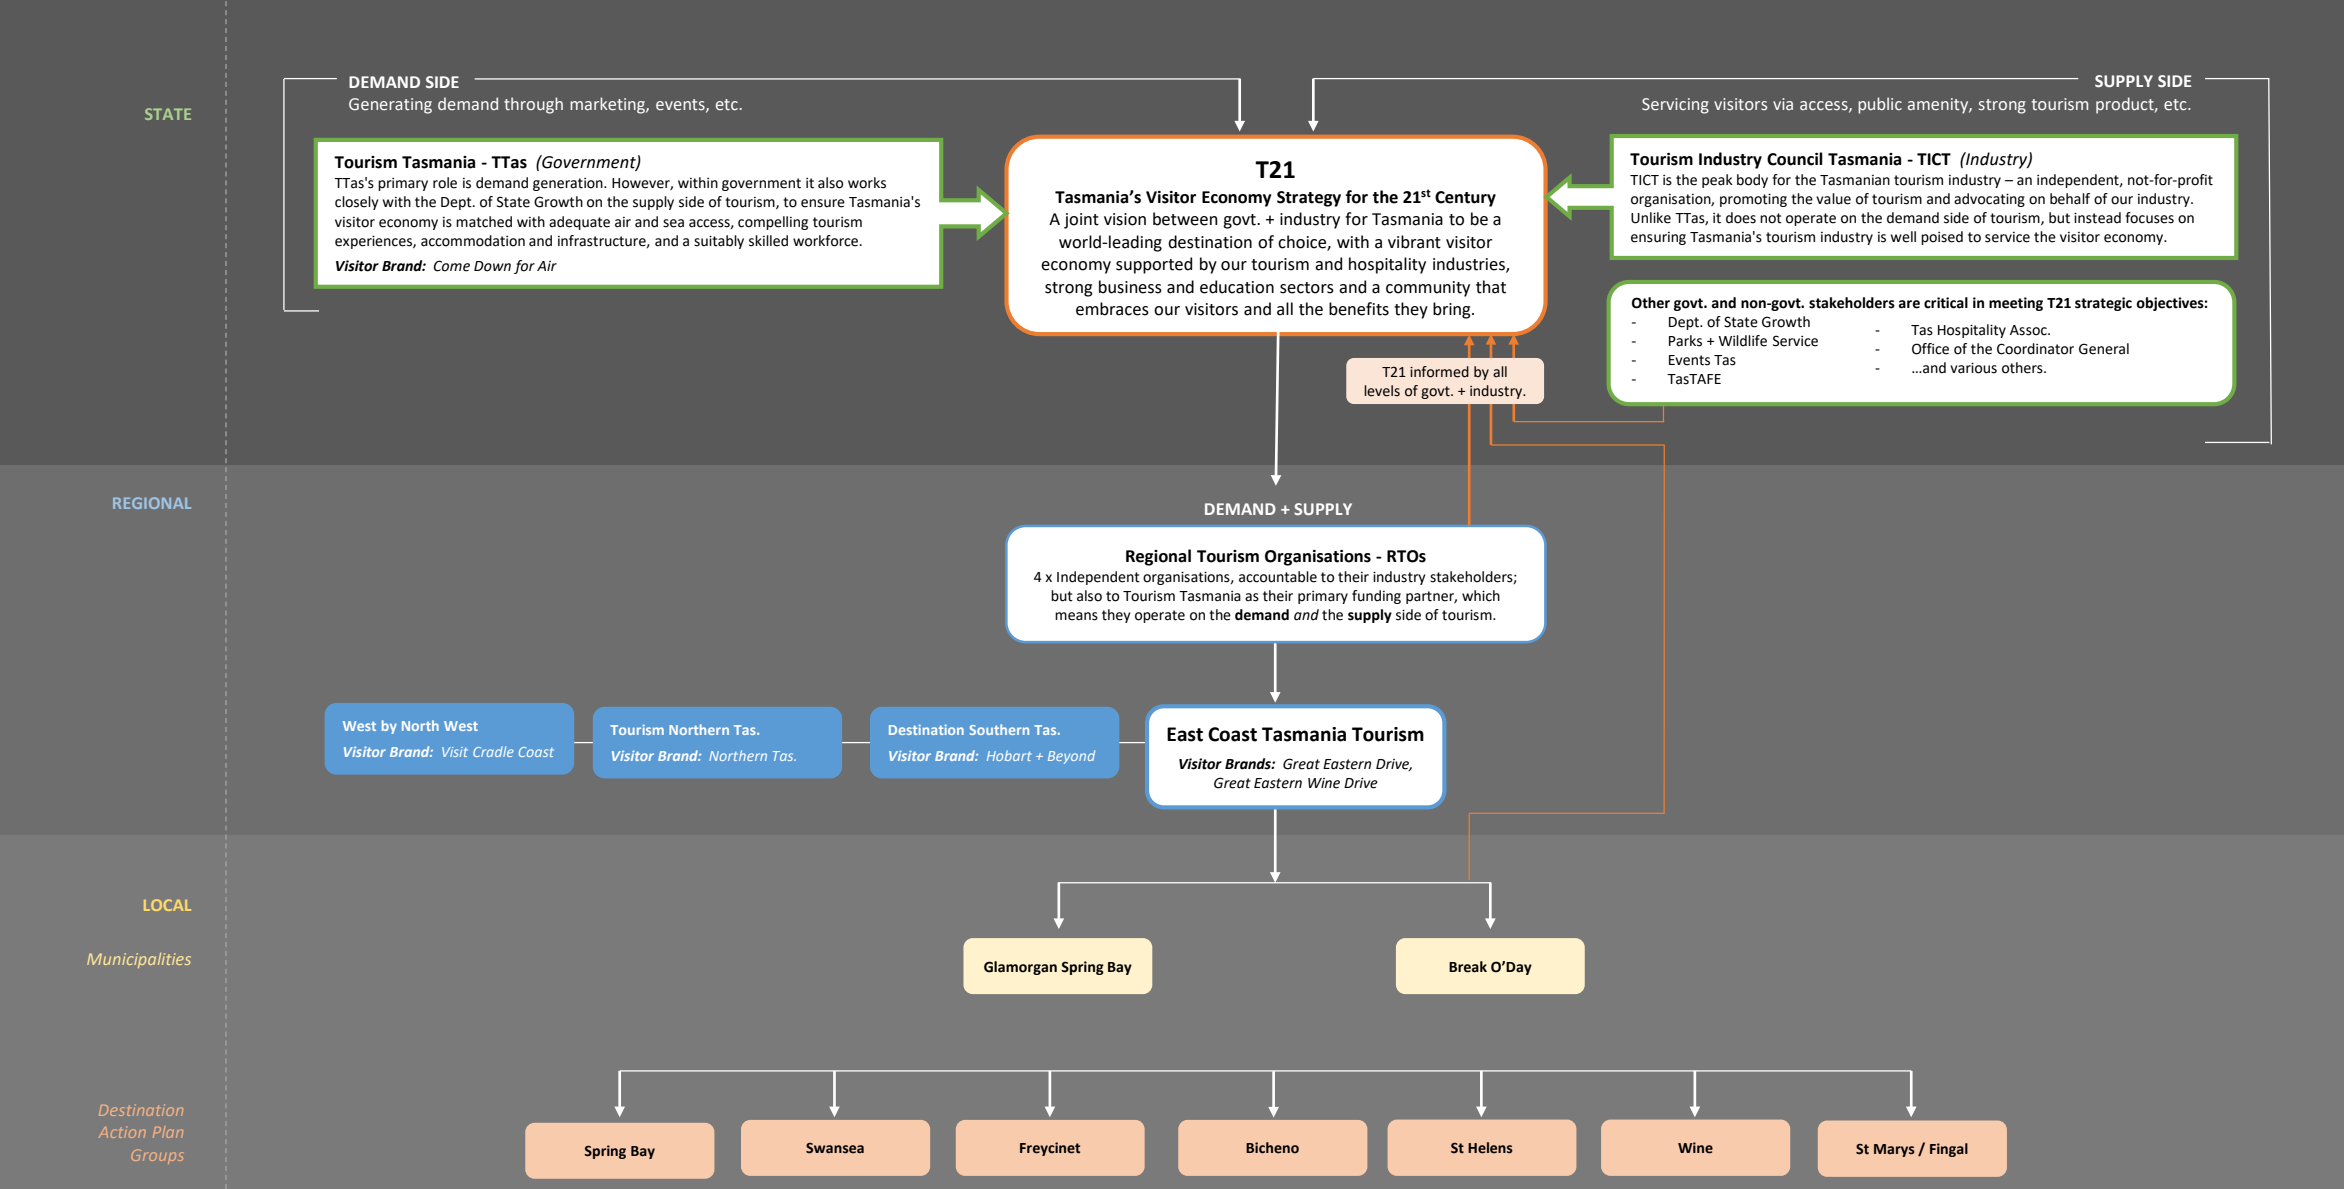 STATE
DEMAND SIDE
Generating demand through marketing, events, etc.
SUPPLY SIDE
Servicing visitors via access, public amenity, strong tourism product, etc.
Tourism Tasmania - TTas (Government)
TTas's primary role is demand generation. However, within government it also works
closely with the Dept. of State Growth on the supply side of tourism, to ensure Tasmania's
visitor economy is matched with adequate air and sea access, compelling tourism
experiences, accommodation and infrastructure, and a suitably skilled workforce.
Visitor Brand: Come Down for Air
T21
Tasmania’s Visitor Economy Strategy for the 21st Century
A joint vision between govt. + industry for Tasmania to be a
world-leading destination of choice, with a vibrant visitor
economy supported by our tourism and hospitality industries,
strong business and education sectors and a community that
embraces our visitors and all the benefits they bring.
Tourism Industry Council Tasmania - TICT (Industry)
TICT is the peak body for the Tasmanian tourism industry – an independent, not-for-profit
organisation, promoting the value of tourism and advocating on behalf of our industry.
Unlike TTas, it does not operate on the demand side of tourism, but instead focuses on
ensuring Tasmania's tourism industry is well poised to service the visitor economy.
Other govt. and non-govt. stakeholders are critical in meeting T21 strategic objectives:
- Dept. of State Growth
- Parks + Wildlife Service
- Events Tas
- TasTAFE
- Tas Hospitality Assoc.
- Office of the Coordinator General
- …and various others.
T21 informed by all
levels of govt. + industry.
REGIONAL
DEMAND + SUPPLY
Regional Tourism Organisations - RTOs
4 x Independent organisations, accountable to their industry stakeholders;
but also to Tourism Tasmania as their primary funding partner, which
means they operate on the demand and the supply side of tourism.
West by North West
Visitor Brand: Visit Cradle Coast
Tourism Northern Tas.
Visitor Brand: Northern Tas.
Destination Southern Tas.
Visitor Brand: Hobart + Beyond
East Coast Tasmania Tourism
Visitor Brands: Great Eastern Drive,
Great Eastern Wine Drive
LOCAL
Municipalities
Glamorgan Spring Bay
Break O’Day
Destination
Action Plan
Groups
Spring Bay
Swansea
Freycinet
Bicheno
St Helens
Wine
St Marys / Fingal